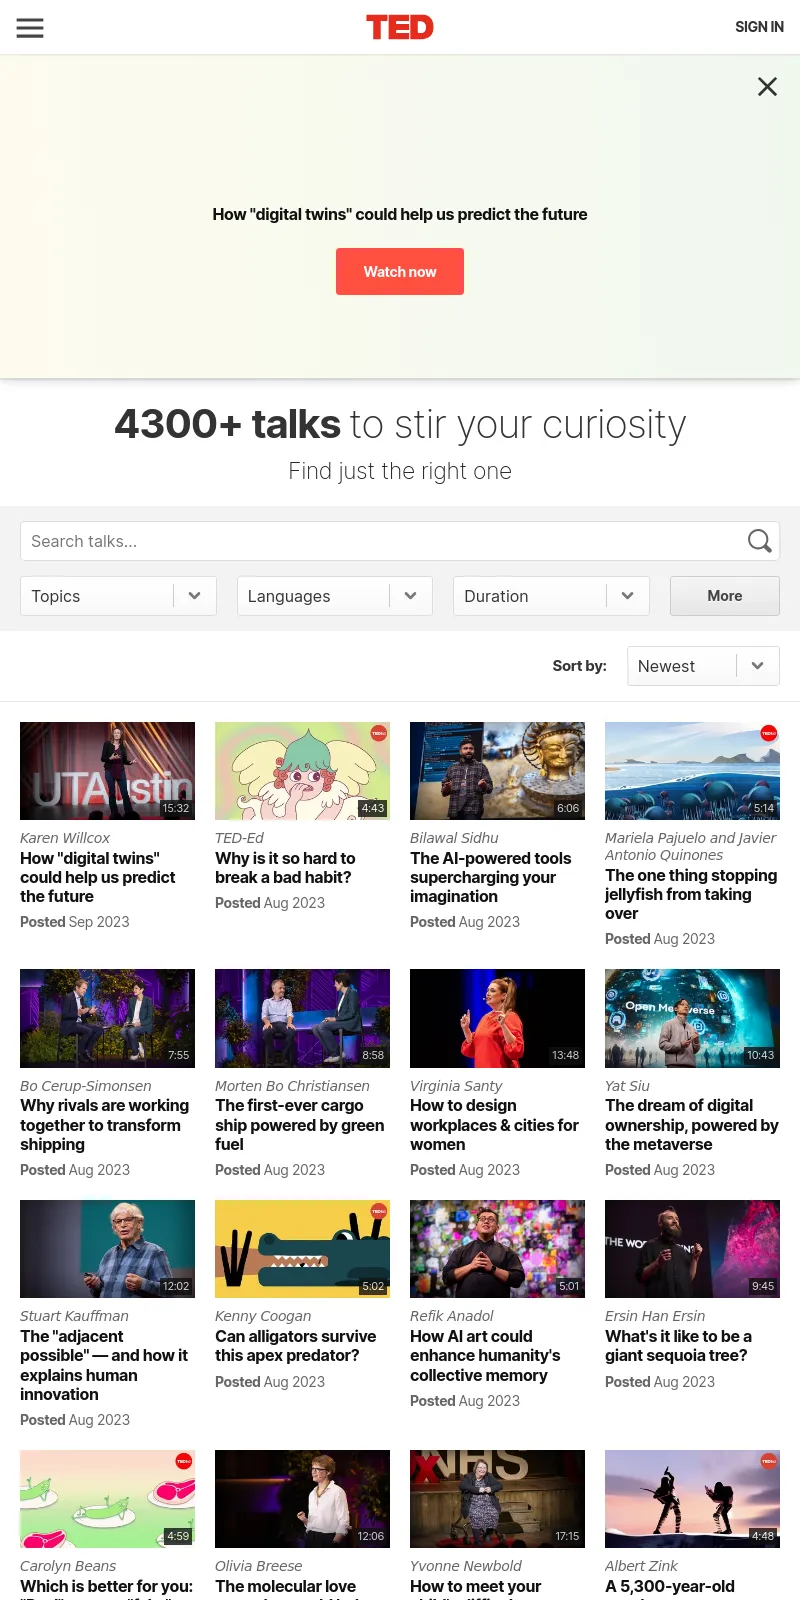 TED
SIGN IN
How "digital twins" could help us predict the future
Watch now
4300+ talks to stir your curiosity
Find just the right one
Search talks...
Topics
Languages
Duration
More
Sort by:
Newest
UTAustin
15:32
Karen Willcox
How "digital twins"
could help us predict
the future
Posted Sep 2023
4:43
TED-Ed
Why is it so hard to
break a bad habit?
Posted Aug 2023
6:06
Bilawal Sidhu
The AI-powered tools
supercharging your
imagination
Posted Aug 2023
5:14
Mariela Pajuelo and Javier
Antonio Quinones
The one thing stopping
jellyfish from taking
over
Posted Aug 2023
7:55
Bo Cerup-Simonsen
Why rivals are working
together to transform
shipping
Posted Aug 2023
8:58
Morten Bo Christiansen
The first-ever cargo
ship powered by green
fuel
Posted Aug 2023
13:48
Virginia Santy
How to design
workplaces & cities for
women
Posted Aug 2023
Open Metaverse
10:43
Yat Siu
The dream of digital
ownership, powered by
the metaverse
Posted Aug 2023
12:02
Stuart Kauffman
The "adjacent
possible" — and how it
explains human
innovation
Posted Aug 2023
5:02
Kenny Coogan
Can alligators survive
this apex predator?
Posted Aug 2023
5:01
Refik Anadol
How AI art could
enhance humanity's
collective memory
Posted Aug 2023
THE
9:45
Ersin Han Ersin
What's it like to be a
giant sequoia tree?
Posted Aug 2023
4:59
Carolyn Beans
Which is better for you:
12:06
Olivia Breese
The molecular love
NHS
17:15
Yvonne Newbold
How to meet your
4:48
Albert Zink
A 5,300-year-old